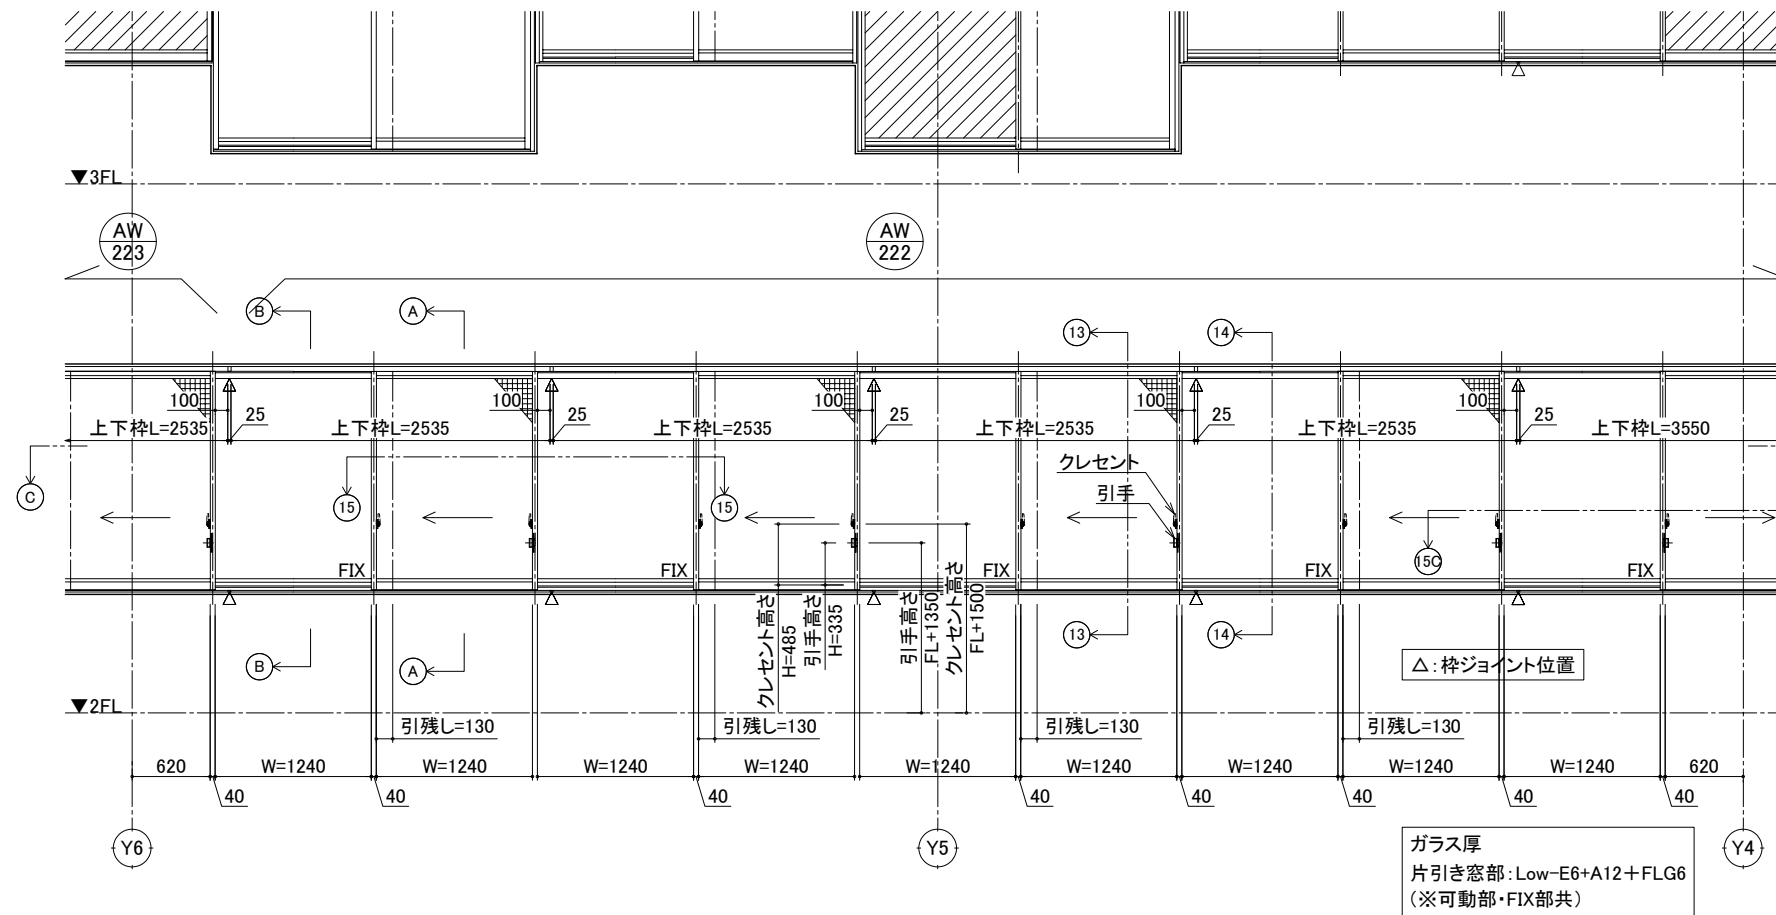 ▼3FL
AW
223
AW
222
B
A
13
14
100
25
100
25
100
25
100
25
100
25
上下枠L=2535
上下枠L=2535
上下枠L=2535
上下枠L=2535
上下枠L=2535
上下枠L=3550
C
15
15
クレセント
引手
15C
FIX
FIX
FIX
FIX
FIX
クレセント高さ
H=485
引手高さ
H=335
引手高さ
FL+1350
クレセント高さ
FL+1500
B
A
13
14
△:枠ジョイント位置
▼2FL
引残し=130
引残し=130
引残し=130
引残し=130
620
W=1240
W=1240
W=1240
W=1240
W=1240
W=1240
W=1240
W=1240
W=1240
620
40
40
40
40
40
40
40
40
Y6
Y5
Y4
ガラス厚
片引き窓部:Low-E6+A12+FLG6
(※可動部・FIX部共)